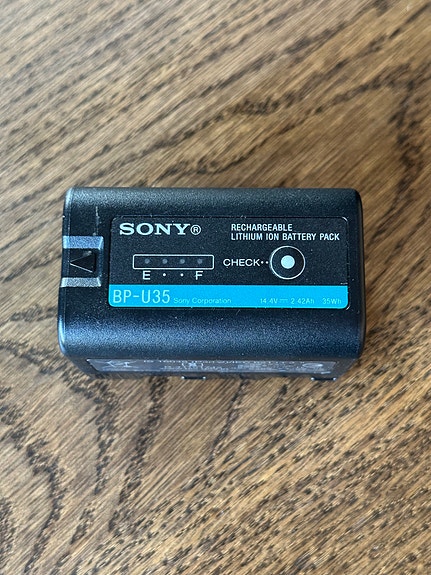 SONY®
RECHARGEABLE
LITHIUM ION BATTERY PACK
E • • F
CHECK••
BP-U35 Sony Corporation 14.4V⎓2.42Ah 35Wh